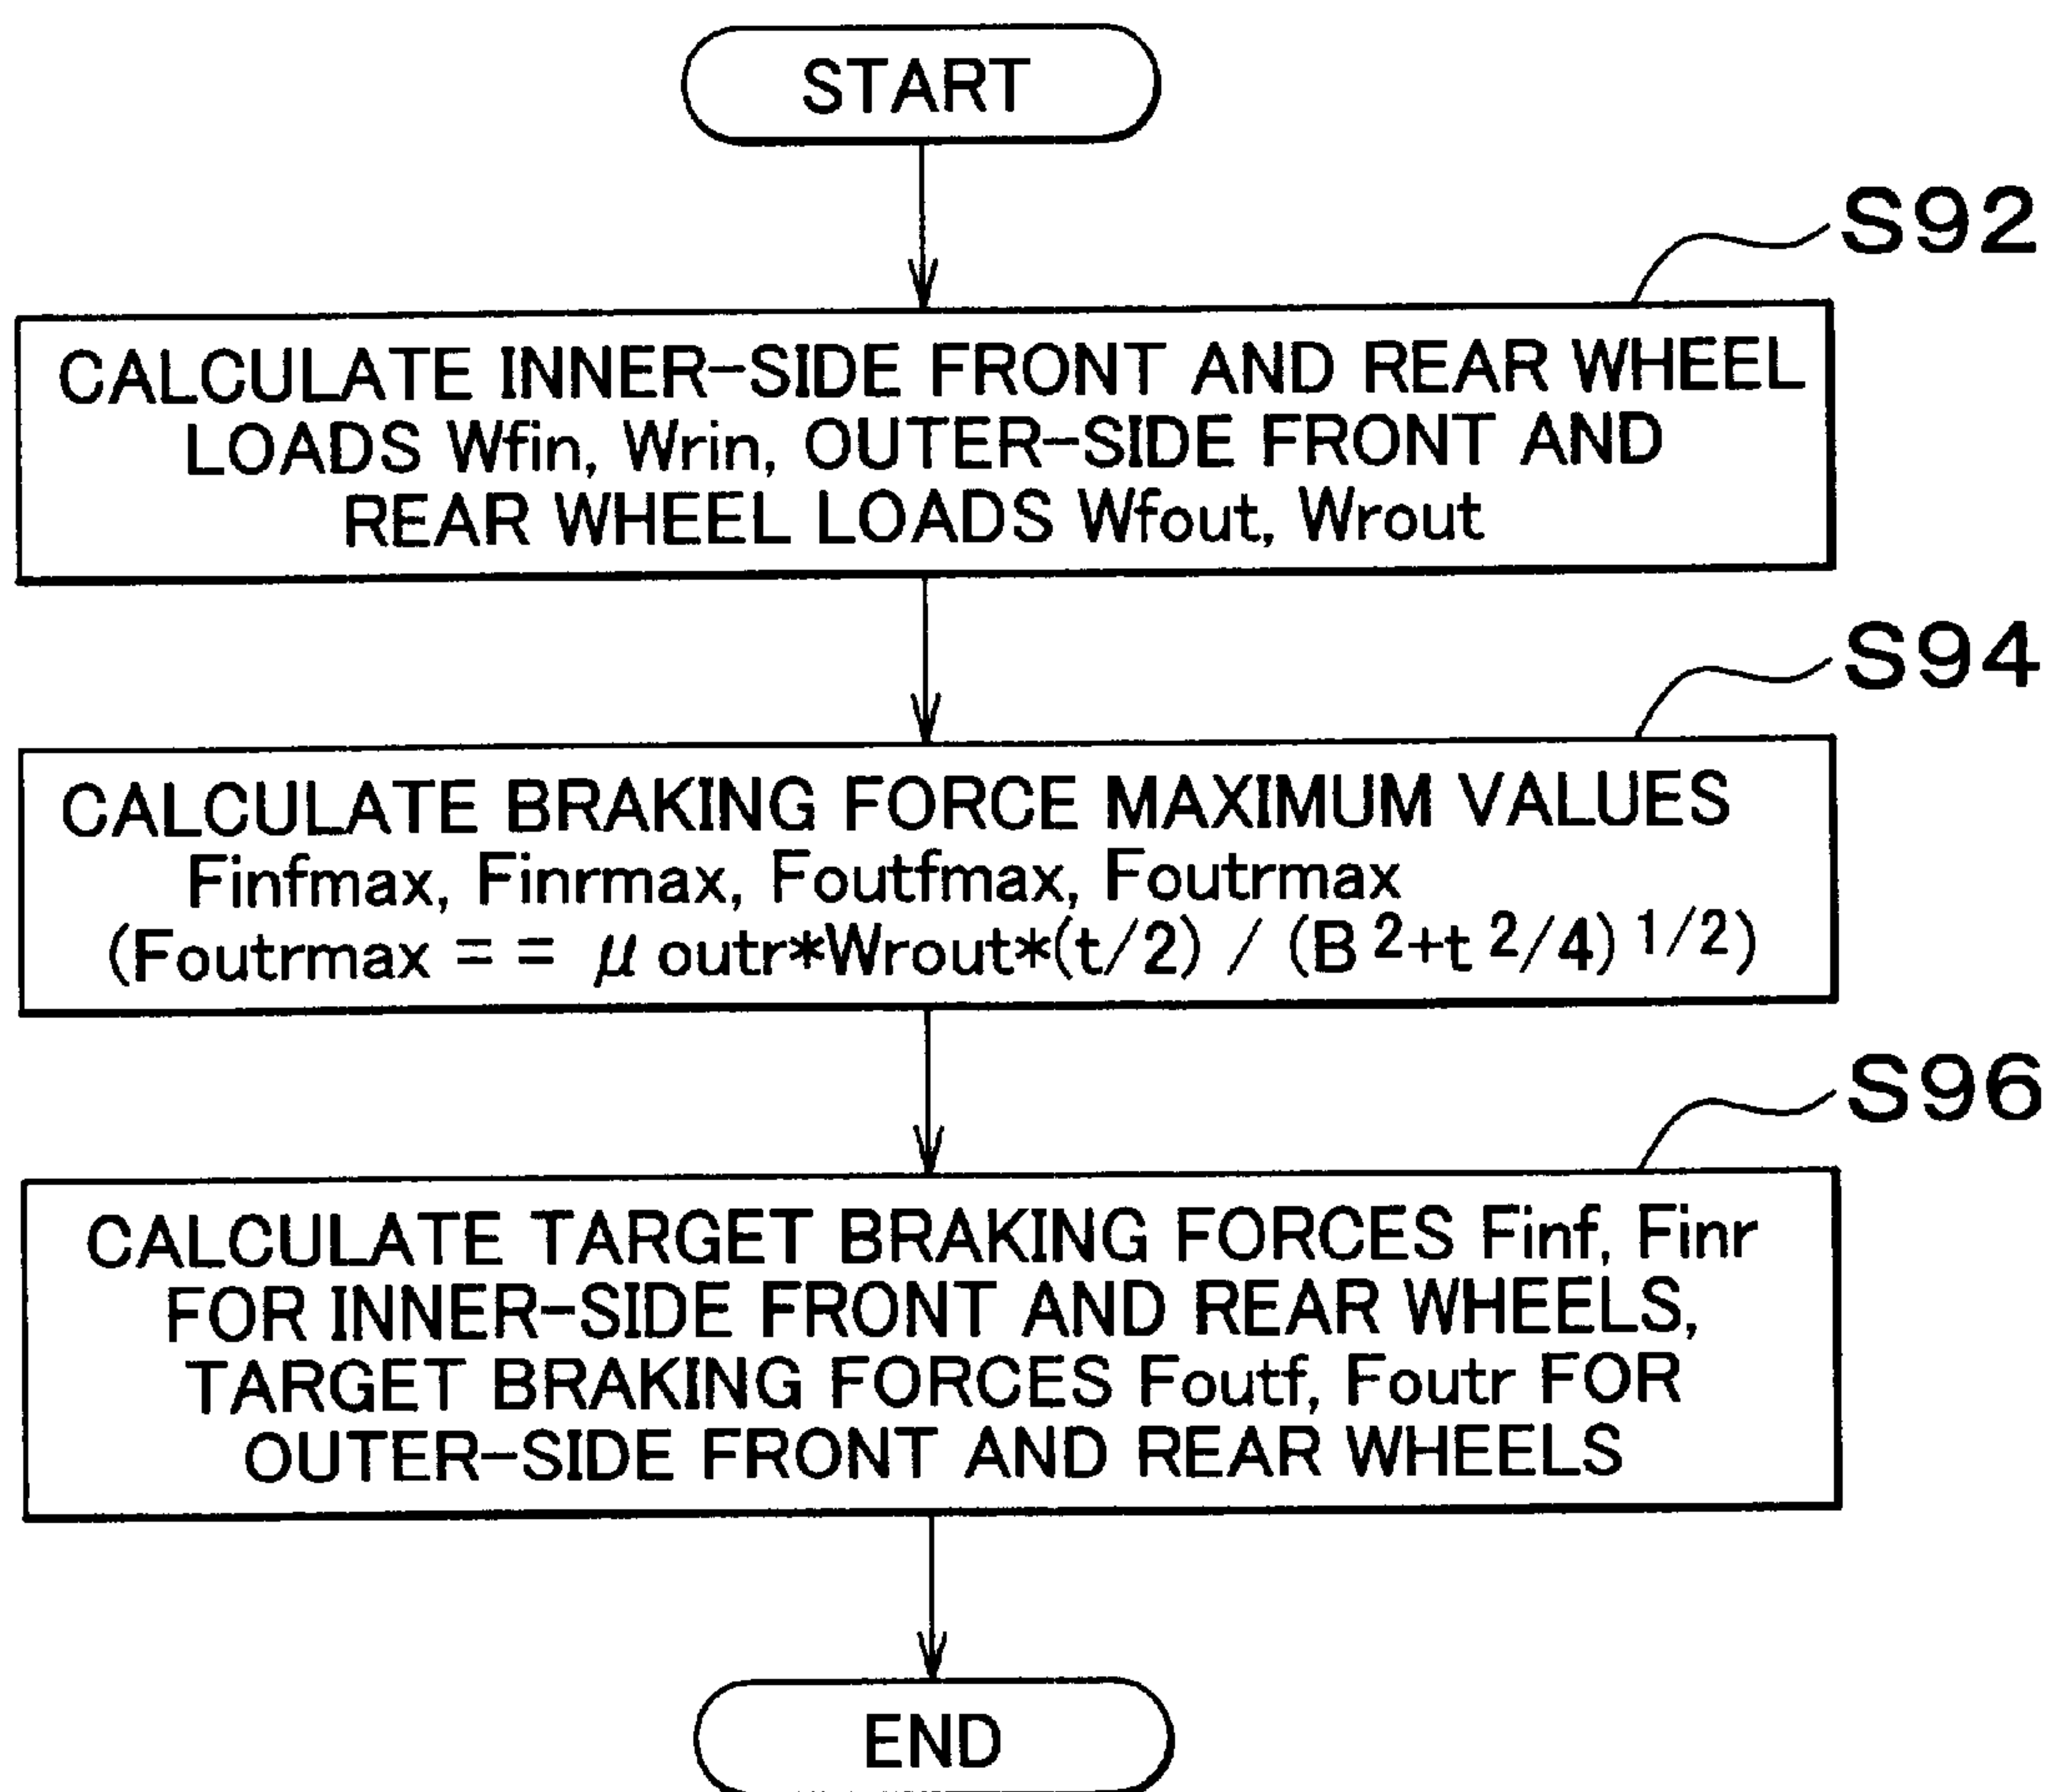 START
S92
CALCULATE INNER-SIDE FRONT AND REAR WHEEL
LOADS Wfin, Wrin, OUTER-SIDE FRONT AND
REAR WHEEL LOADS Wfout, Wrout
S94
CALCULATE BRAKING FORCE MAXIMUM VALUES
Finfmax, Finrmax, Foutfmax, Foutrmax
(Foutrmax = = μ outr*Wrout*(t/2) / (B ²+t ²/4) ¹/²)
S96
CALCULATE TARGET BRAKING FORCES Finf, Finr
FOR INNER-SIDE FRONT AND REAR WHEELS,
TARGET BRAKING FORCES Foutf, Foutr FOR
OUTER-SIDE FRONT AND REAR WHEELS
END